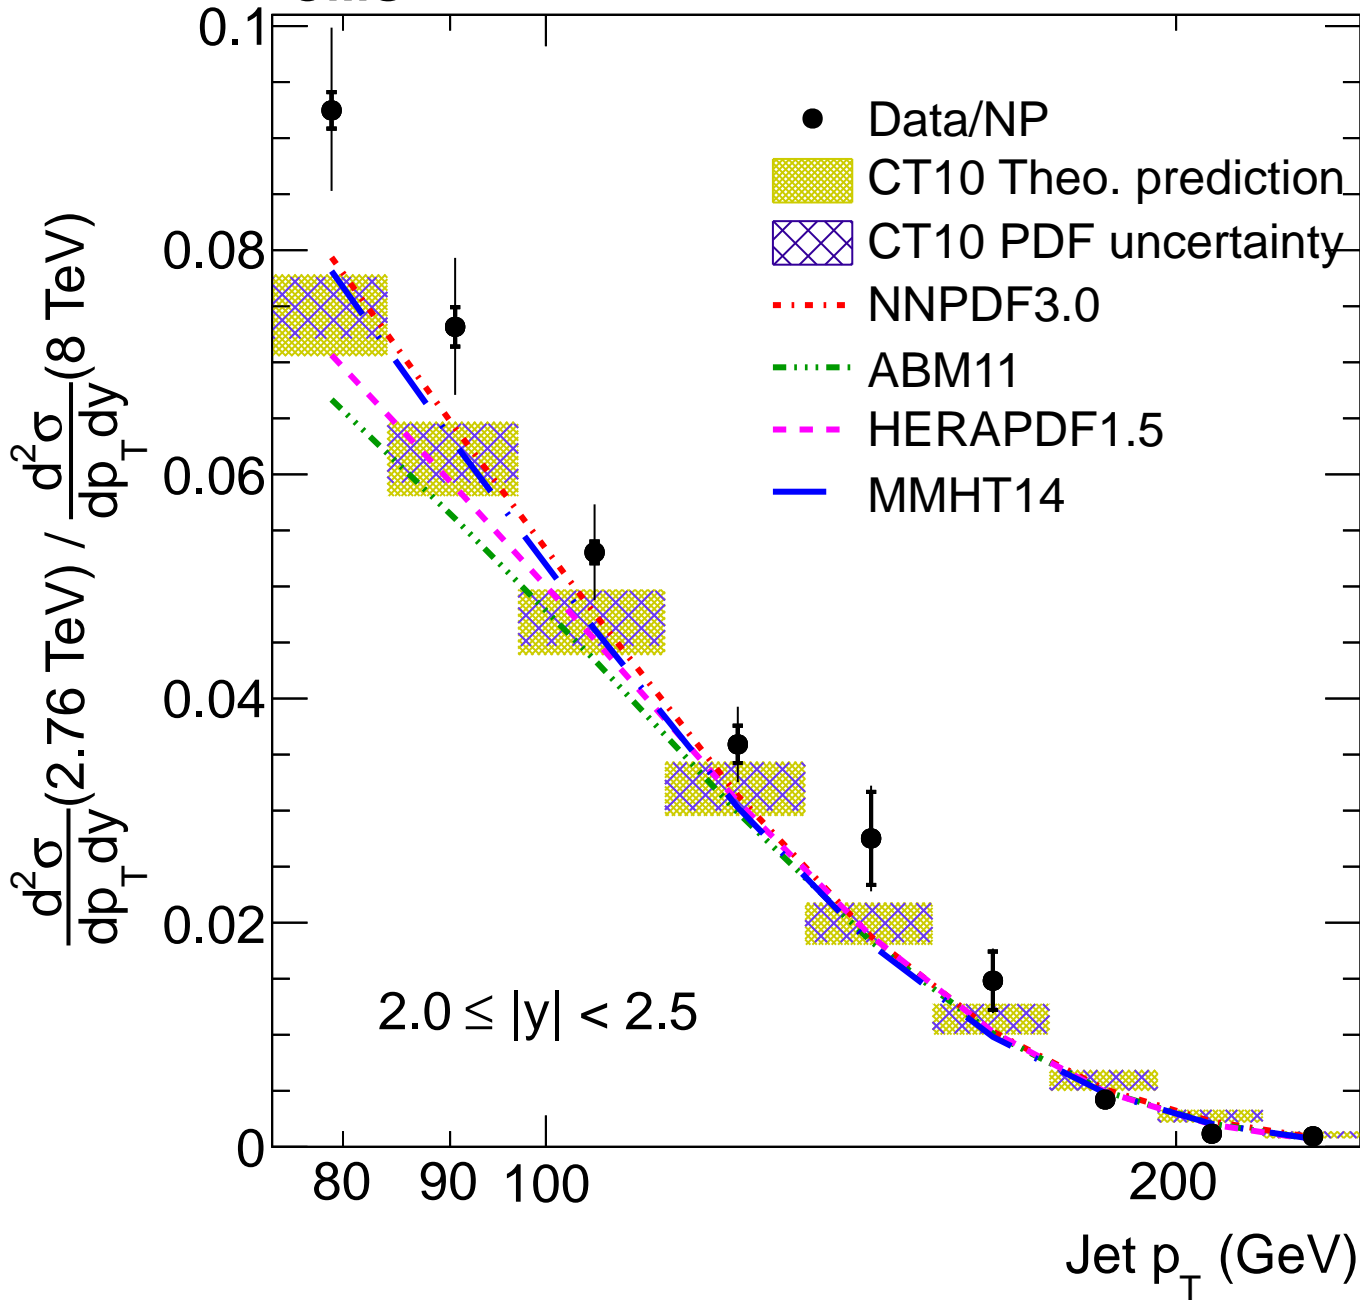 0.1
0.08
0.06
0.04
0.02
0
80
90
100
200
Data/NP
CT10 Theo. prediction
CT10 PDF uncertainty
NNPDF3.0
ABM11
HERAPDF1.5
MMHT14
2.0 ≤ |y| < 2.5
Jet p_T (GeV)
d²σ/dp_T dy (2.76 TeV) / d²σ/dp_T dy (8 TeV)